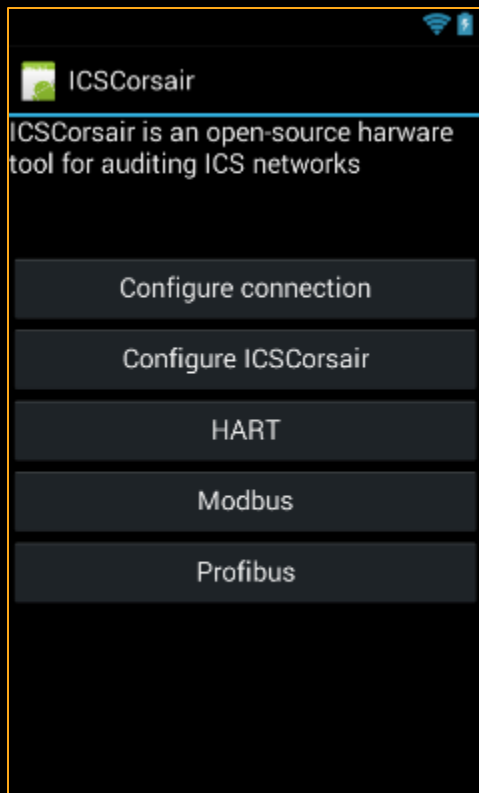 ICSCorsair
ICSCorsair is an open-source harware
tool for auditing ICS networks
Configure connection
Configure ICSCorsair
HART
Modbus
Profibus